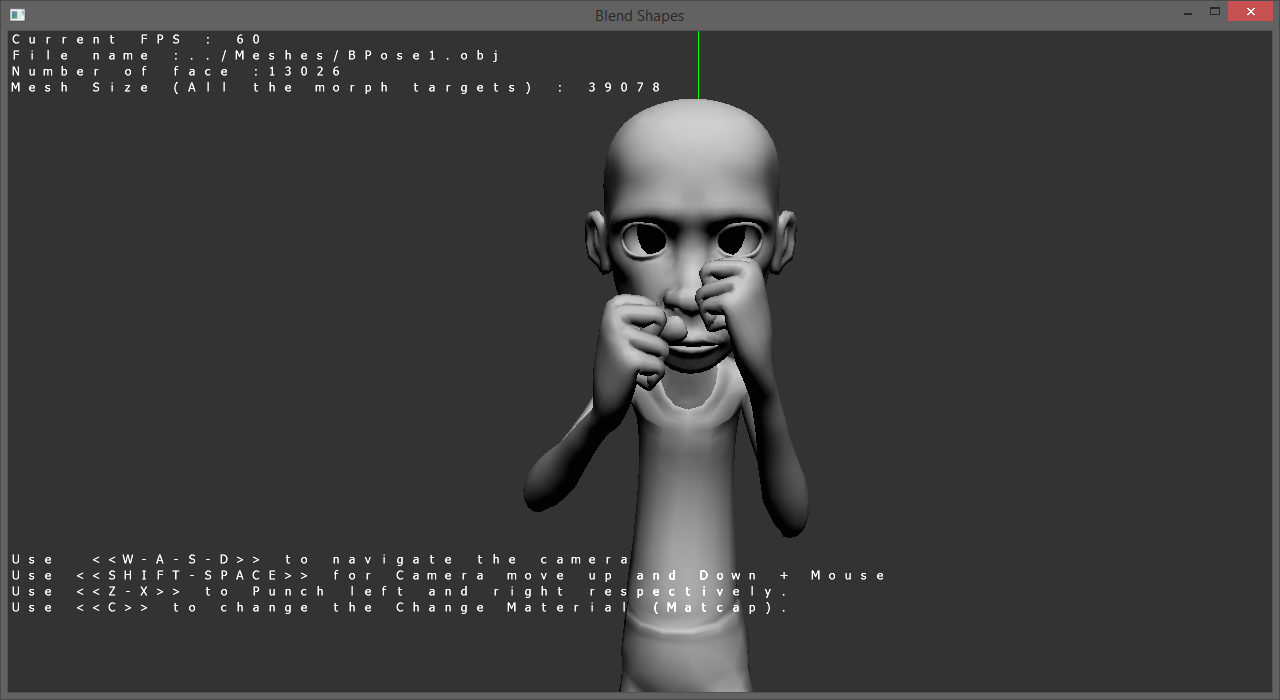 Blend Shapes
Current FPS : 60
File name :../Meshes/BPose1.obj
Number of face :13026
Mesh Size (All the morph targets) : 39078
Use <<W-A-S-D>> to navigate the camera
Use <<SHIFT-SPACE>> for Camera move up and Down + Mouse
Use <<Z-X>> to Punch left and right respectively.
Use <<C>> to change the Change Material (Matcap).